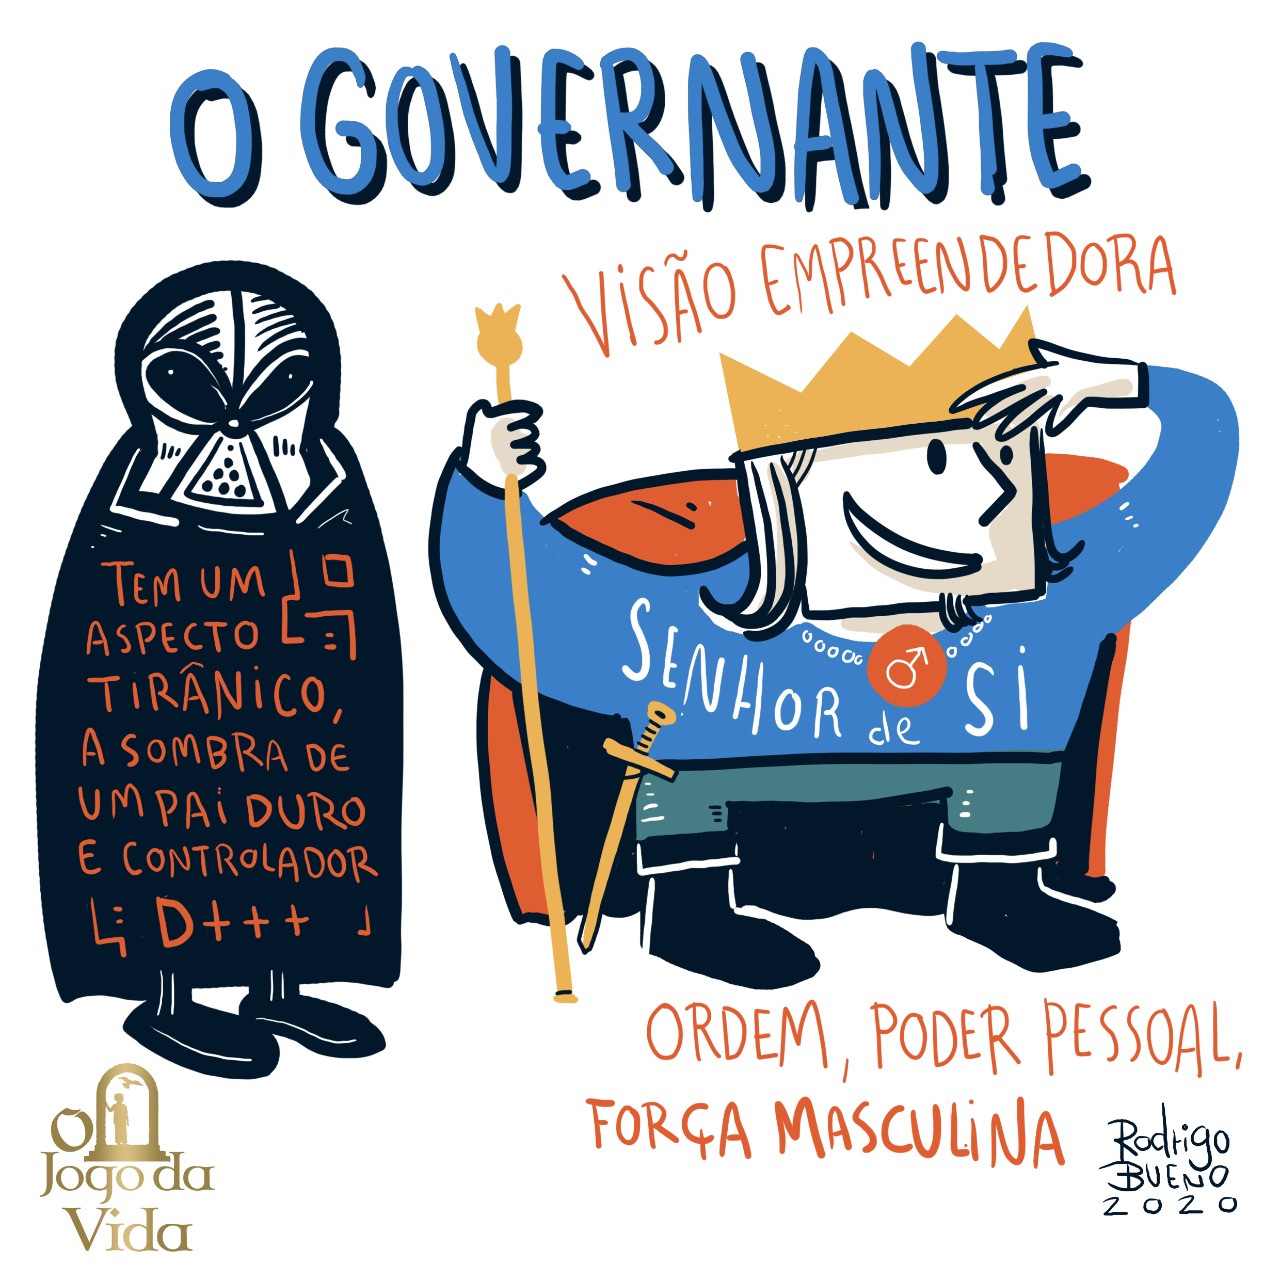 O GOVERNANTE
VISÃO EMPREENDEDORA
TEM UM
ASPECTO
TIRÂNICO,
A SOMBRA DE
UM PAI DURO
E CONTROLADOR
D+++
SENHOR de SI
ORDEM, PODER PESSOAL,
FORÇA MASCULINA
O
Jogo da
Vida
Rodrigo
BUENO
2020